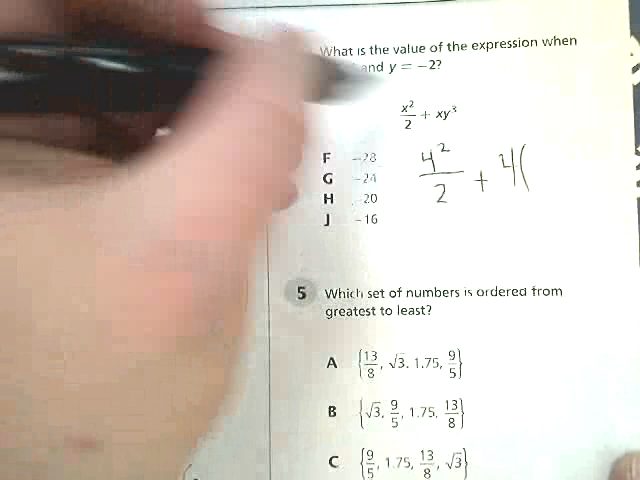 What is the value of the expression when
and y = −2?
x²/2 + xy³
F −28
G −24
H −20
J −16
4²/2 + 4(
5 Which set of numbers is ordered from
greatest to least?
A {13/8, √3, 1.75, 9/5}
B {√3, 9/5, 1.75, 13/8}
C {9/5, 1.75, 13/8, √3}